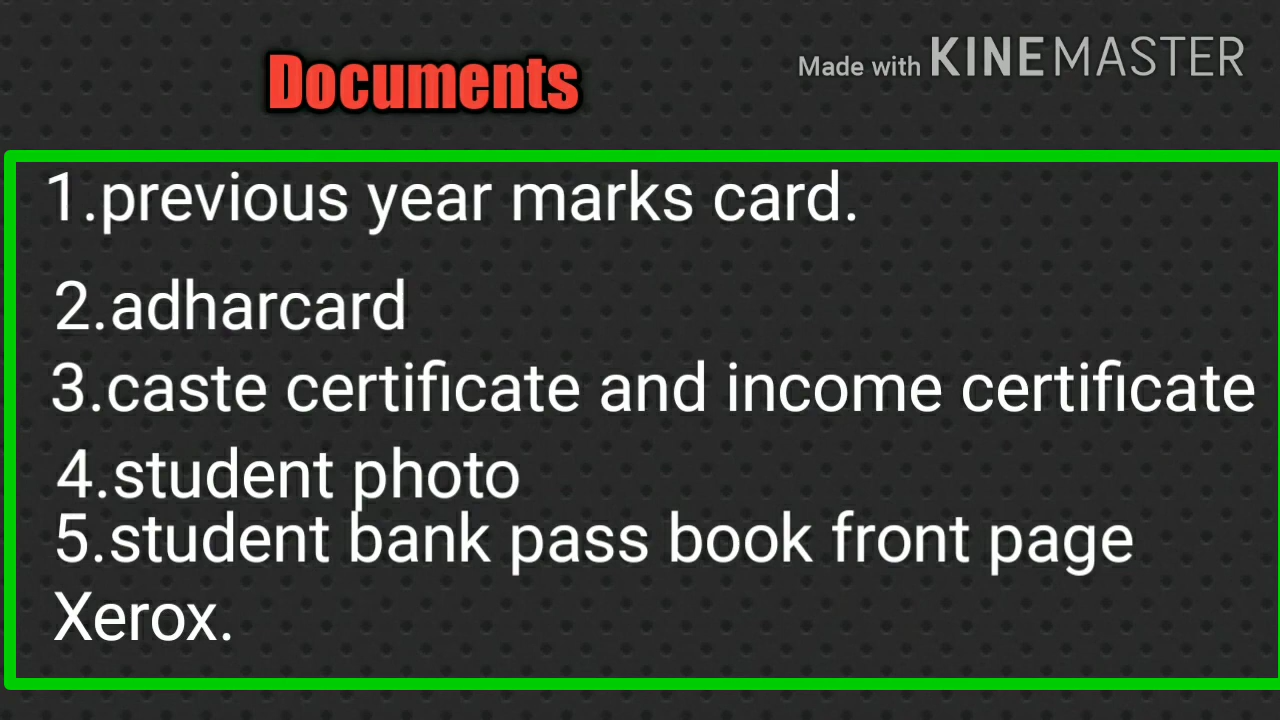 Documents
Made with KINEMASTER
1.previous year marks card.
2.adharcard
3.caste certificate and income certificate
4.student photo
5.student bank pass book front page
Xerox.